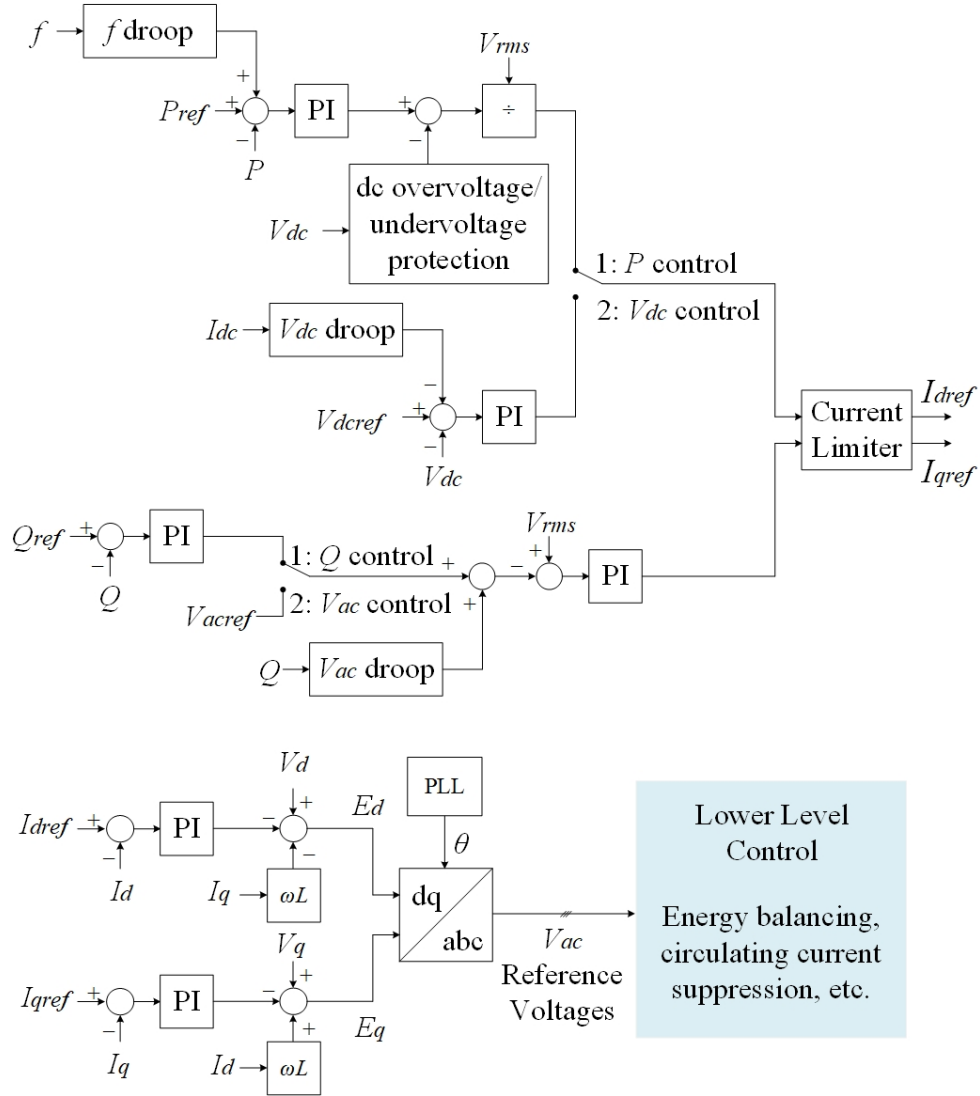 f
f droop
Vrms
+
Pref
+
−
P
PI
+
−
÷
Vdc
dc overvoltage/
undervoltage
protection
1: P control
2: Vdc control
Idc
Vdc droop
−
Vdcref
+
−
Vdc
PI
Current
Limiter
Idref
Iqref
Qref
+
−
Q
PI
1: Q control
2: Vac control
Vacref
+
+
Q
Vac droop
−
Vrms
+
PI
Vd
+
Idref
+
−
Id
PI
−
−
Ed
Iq
ωL
PLL
θ
dq
abc
Vac
Reference
Voltages
Vq
+
Iqref
+
−
Iq
PI
−
+
Eq
Id
ωL
Lower Level
Control
Energy balancing,
circulating current
suppression, etc.